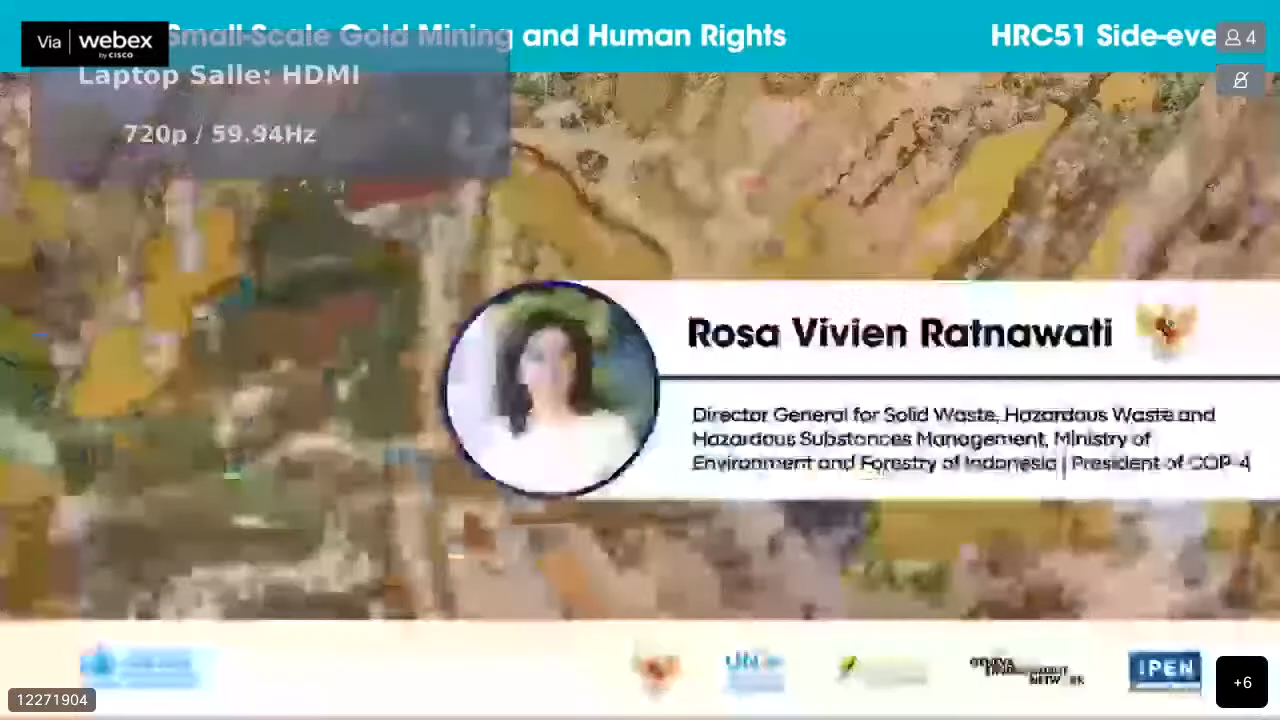 Via webex
by CISCO
Small-Scale Gold Mining and Human Rights
HRC51 Side-eve
4
Laptop Salle: HDMI
720p / 59.94Hz
Rosa Vivien Ratnawati
Director General for Solid Waste, Hazardous Waste and
Hazardous Substances Management, Ministry of
Environment and Forestry of Indonesia | President of COP-4
IPEN
12271904
+6